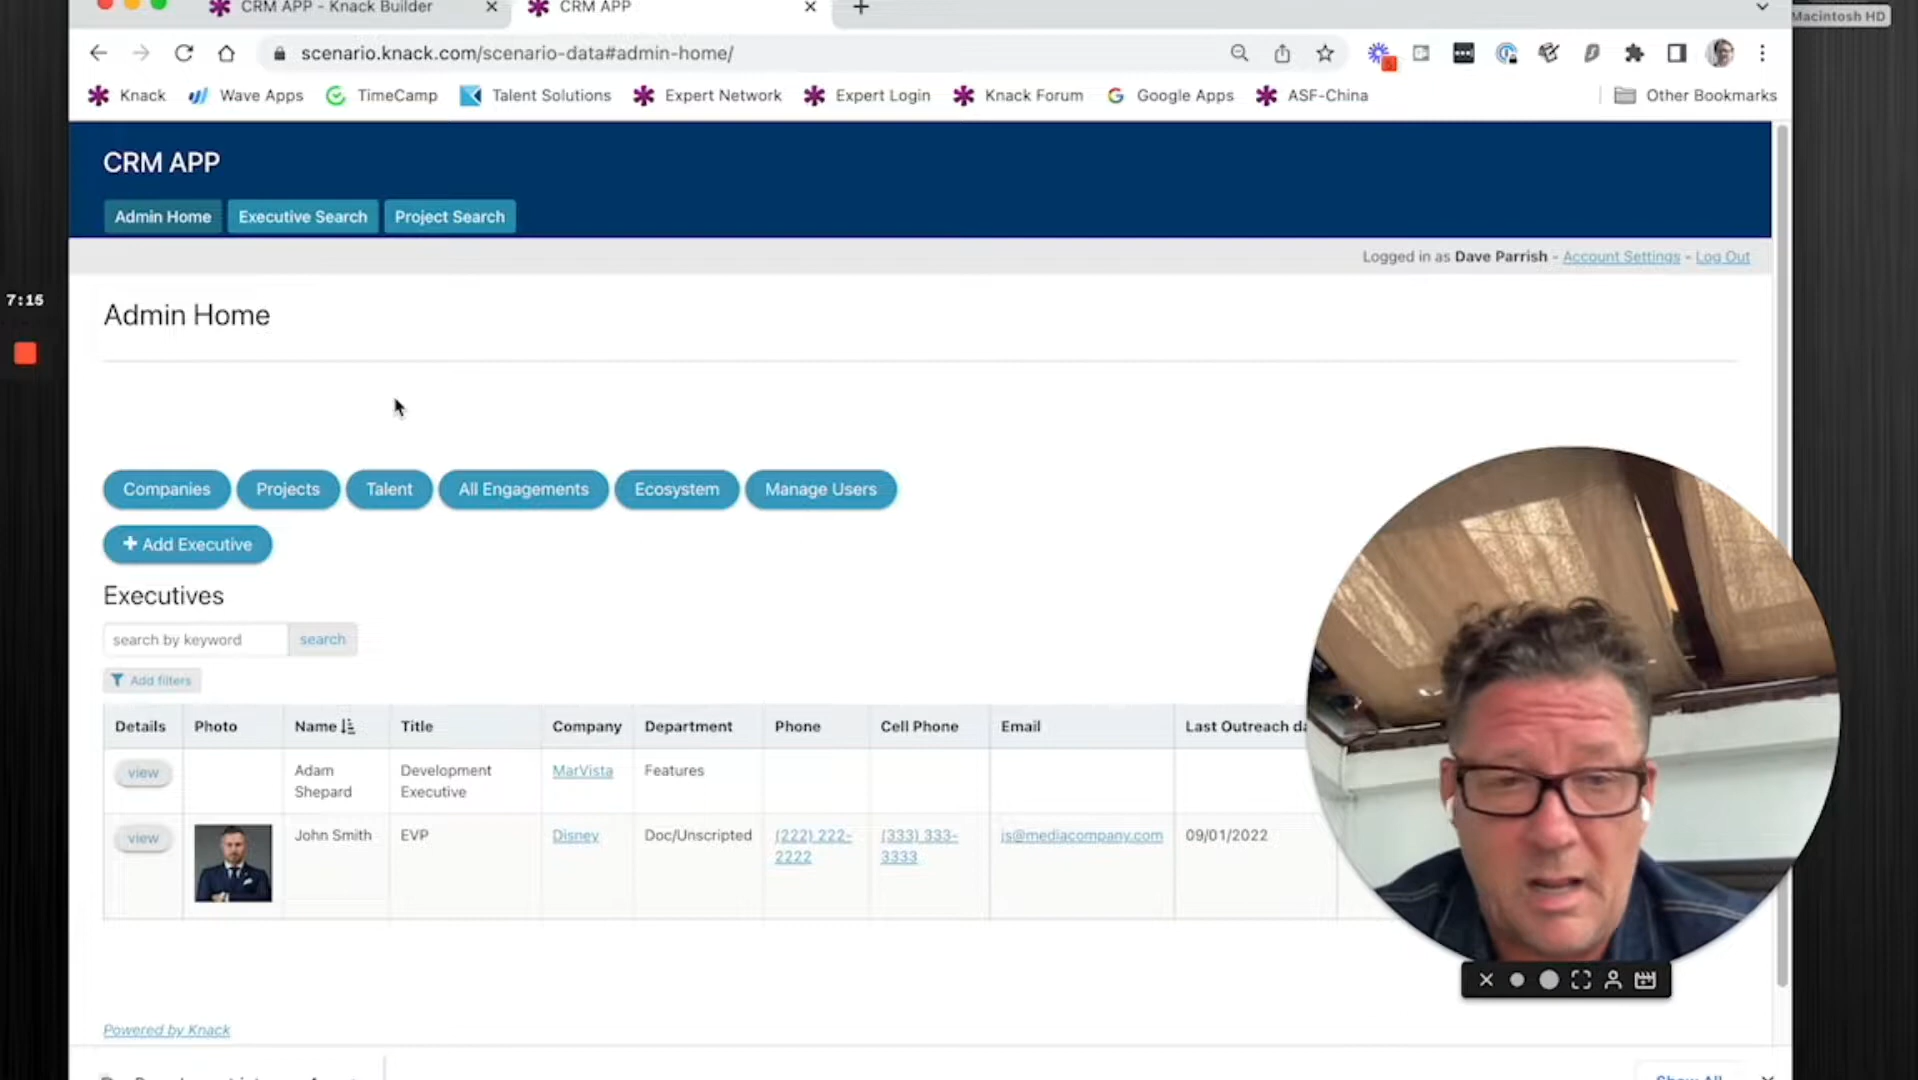 CRM APP - Knack Builder
CRM APP
Macintosh HD
scenario.knack.com/scenario-data#admin-home/
Knack Wave Apps TimeCamp Talent Solutions Expert Network Expert Login Knack Forum Google Apps ASF-China Other Bookmarks
CRM APP
Admin Home Executive Search Project Search
Logged in as Dave Parrish - Account Settings - Log Out
7:15
Admin Home
Companies Projects Talent All Engagements Ecosystem Manage Users
+ Add Executive
Executives
search by keyword search
Add filters
Details Photo Name Title Company Department Phone Cell Phone Email Last Outreach da
view Adam Development MarVista Features
Shepard Executive
view John Smith EVP Disney Doc/Unscripted (222) 222- (333) 333- js@mediacompany.com 09/01/2022
2222 3333
Powered by Knack
Show All